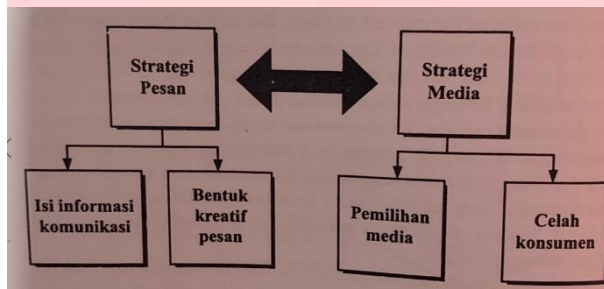 Strategi
Pesan
Strategi
Media
Isi informasi
komunikasi
Bentuk
kreatif
pesan
Pemilihan
media
Celah
konsumen